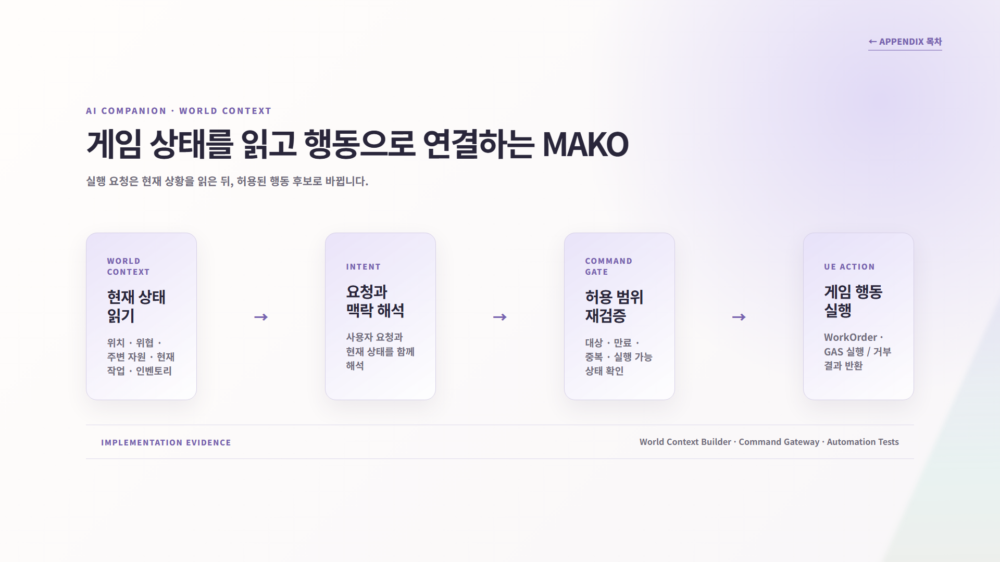 ← APPENDIX 목차
AI COMPANION · WORLD CONTEXT
게임 상태를 읽고 행동으로 연결하는 MAKO
실행 요청은 현재 상황을 읽은 뒤, 허용된 행동 후보로 바뀝니다.
WORLD
CONTEXT
현재 상태
읽기
위치 · 위협 ·
주변 자원 · 현재
작업 · 인벤토리
→
INTENT
요청과
맥락 해석
사용자 요청과
현재 상태를 함께
해석
→
COMMAND
GATE
허용 범위
재검증
대상 · 만료 ·
중복 · 실행 가능
상태 확인
→
UE ACTION
게임 행동
실행
WorkOrder ·
GAS 실행 / 거부
결과 반환
IMPLEMENTATION EVIDENCE
World Context Builder · Command Gateway · Automation Tests